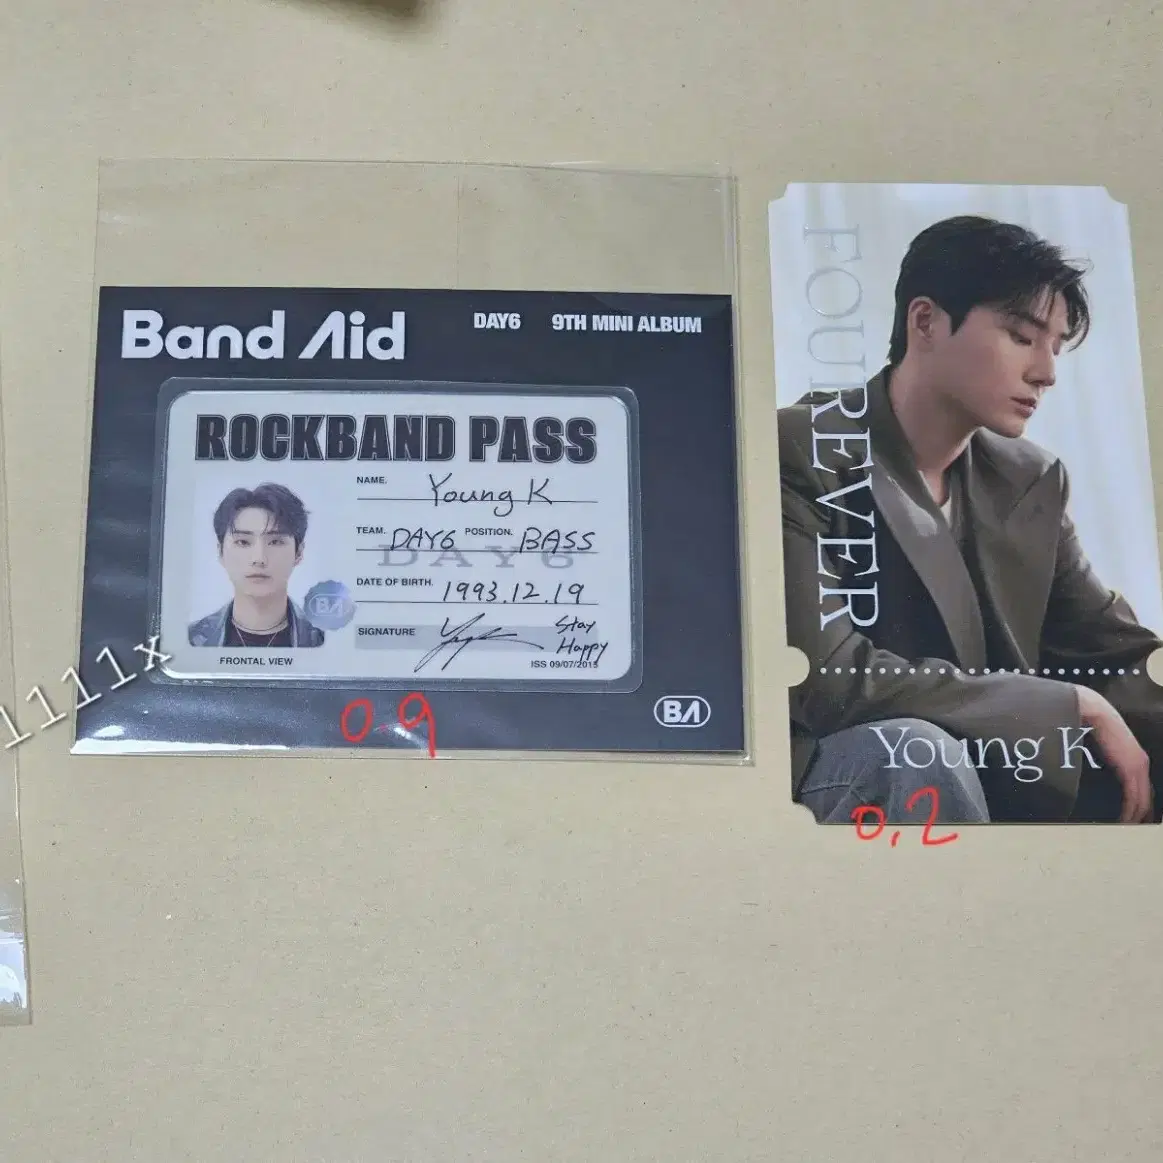 Band Aid
DAY6 9TH MINI ALBUM
ROCKBAND PASS
NAME. Young K
TEAM. DAY6 POSITION. BASS
DAY6
DATE OF BIRTH. 1993.12.19
SIGNATURE
Stay
Happy
BA
FRONTAL VIEW
ISS 09/07/2015
BA
0.9
FOUREVER
Young K
0.2
1111x